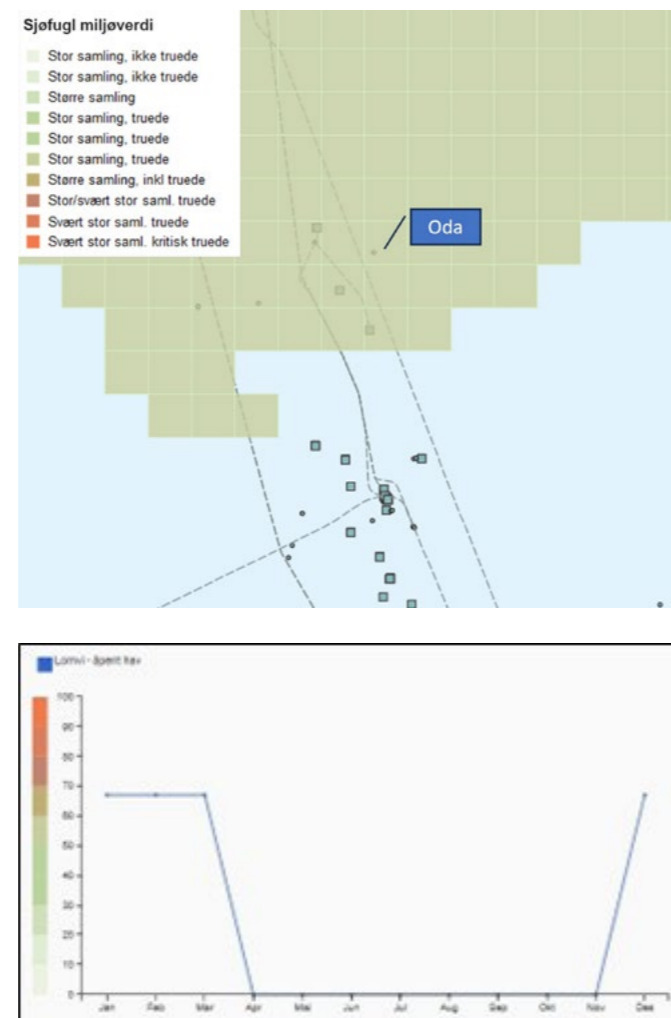 Sjøfugl miljøverdi
Stor samling, ikke truede
Stor samling, ikke truede
Større samling
Stor samling, truede
Stor samling, truede
Stor samling, truede
Større samling, inkl truede
Stor/svært stor saml. truede
Svært stor saml. truede
Svært stor saml. kritisk truede
Oda
Lomvi - åpent hav
100
90
80
70
60
50
40
30
20
10
0
Jan Feb Mar Apr Mai Jun Jul Aug Sep Okt Nov Des